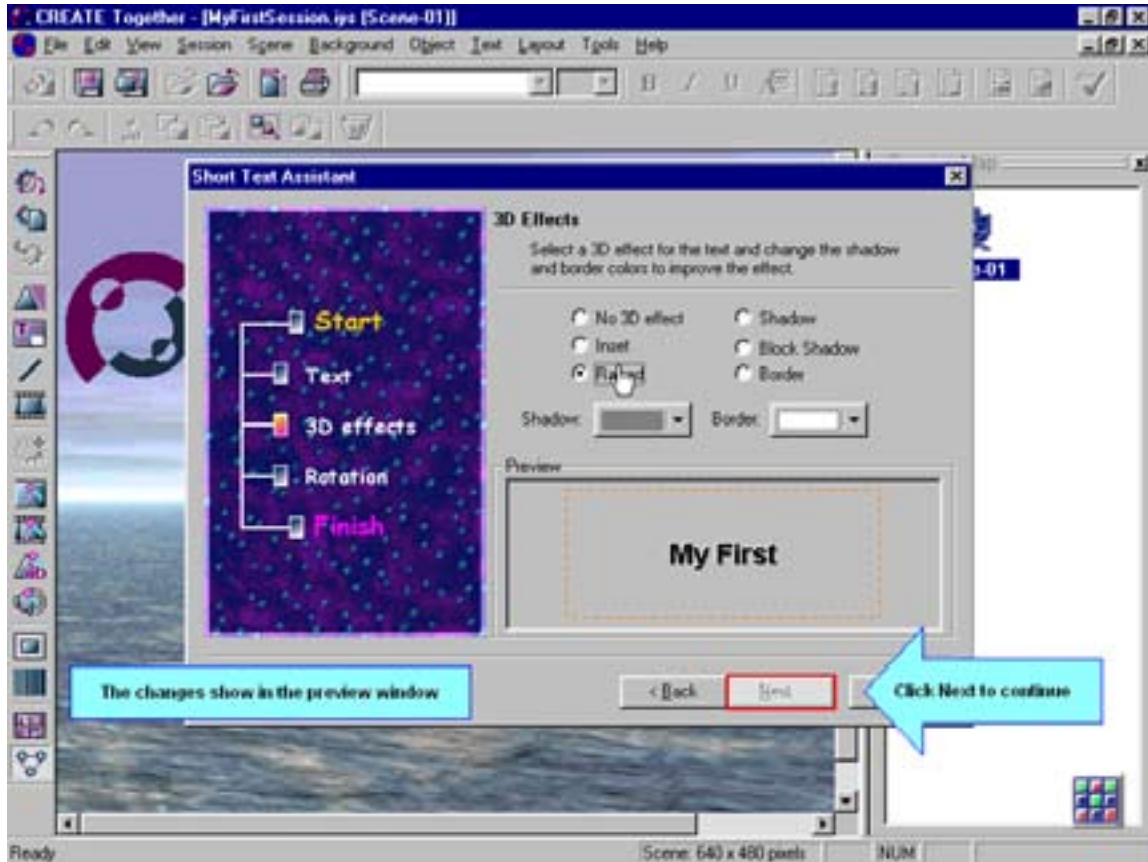 CREATE Together - [MyFirstSession.iys [Scene-01]]
File Edit View Session Scene Background Object Text Layout Tools Help
B / U
Short Text Assistant
3D Effects
Select a 3D effect for the text and change the shadow
and border colors to improve the effect.
-01
Start
Text
3D effects
Rotation
Finish
No 3D effect Shadow
Inset Block Shadow
Raised Border
Shadow: Border:
Preview
My First
The changes show in the preview window
< Back Next
Click Next to continue
Ready Scene: 640 x 480 pixels NUM